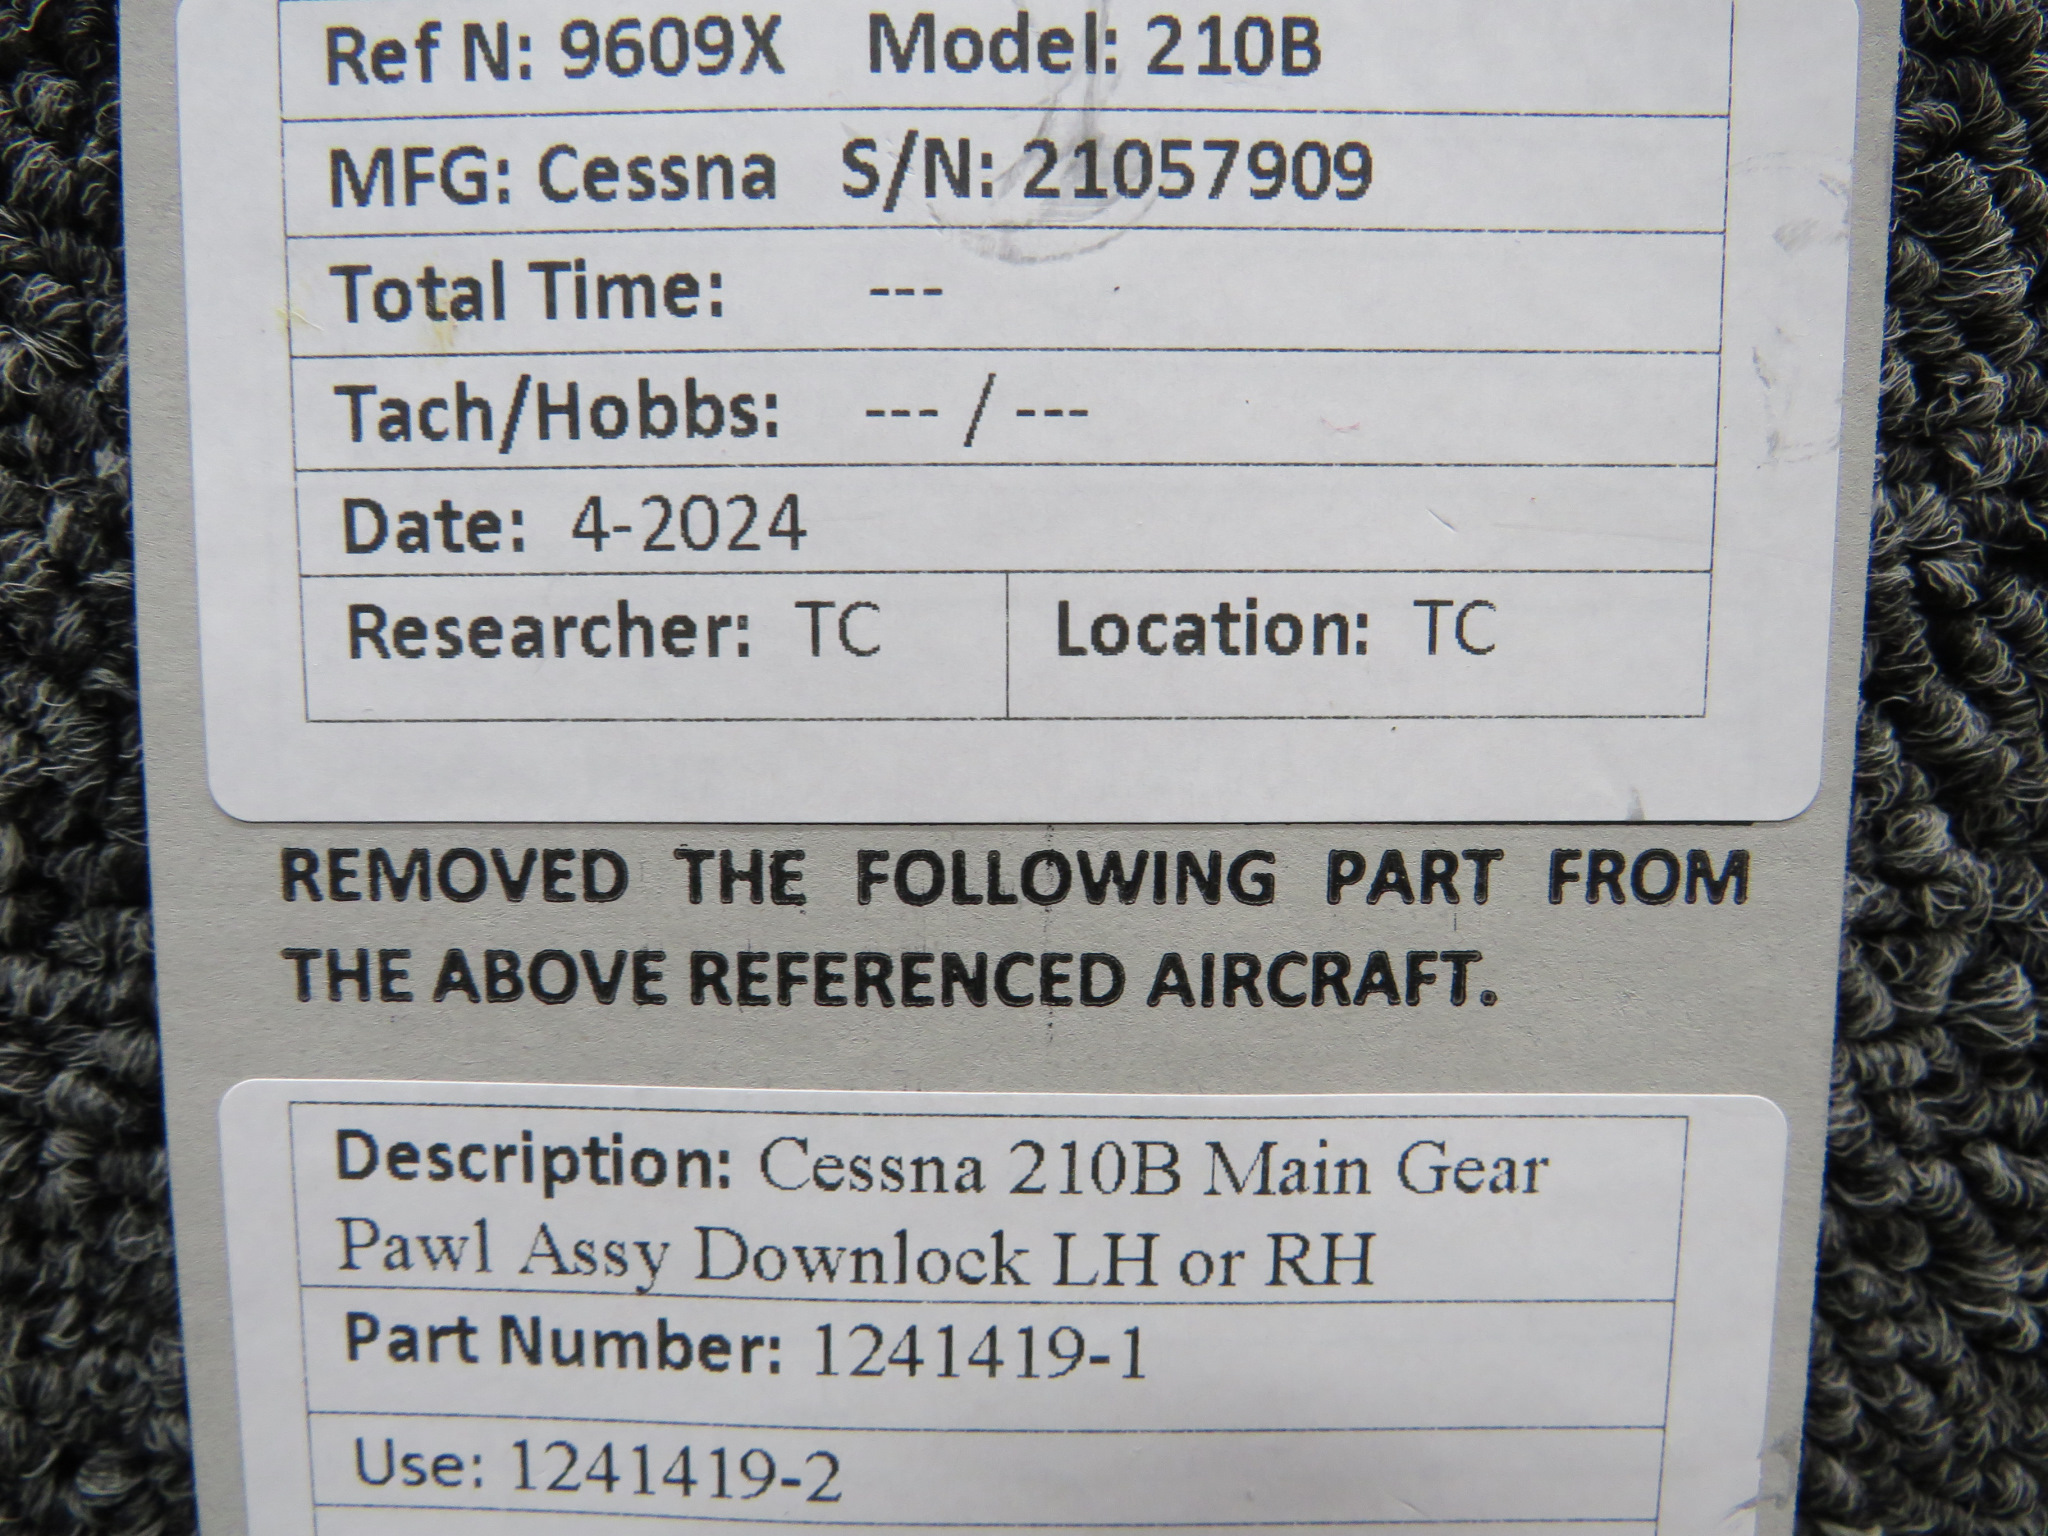 Ref N: 9609X Model: 210B
MFG: Cessna S/N: 21057909
Total Time: ---
Tach/Hobbs: --- / ---
Date: 4-2024
Researcher: TC Location: TC
REMOVED THE FOLLOWING PART FROM
THE ABOVE REFERENCED AIRCRAFT.
Description: Cessna 210B Main Gear
Pawl Assy Downlock LH or RH
Part Number: 1241419-1
Use: 1241419-2